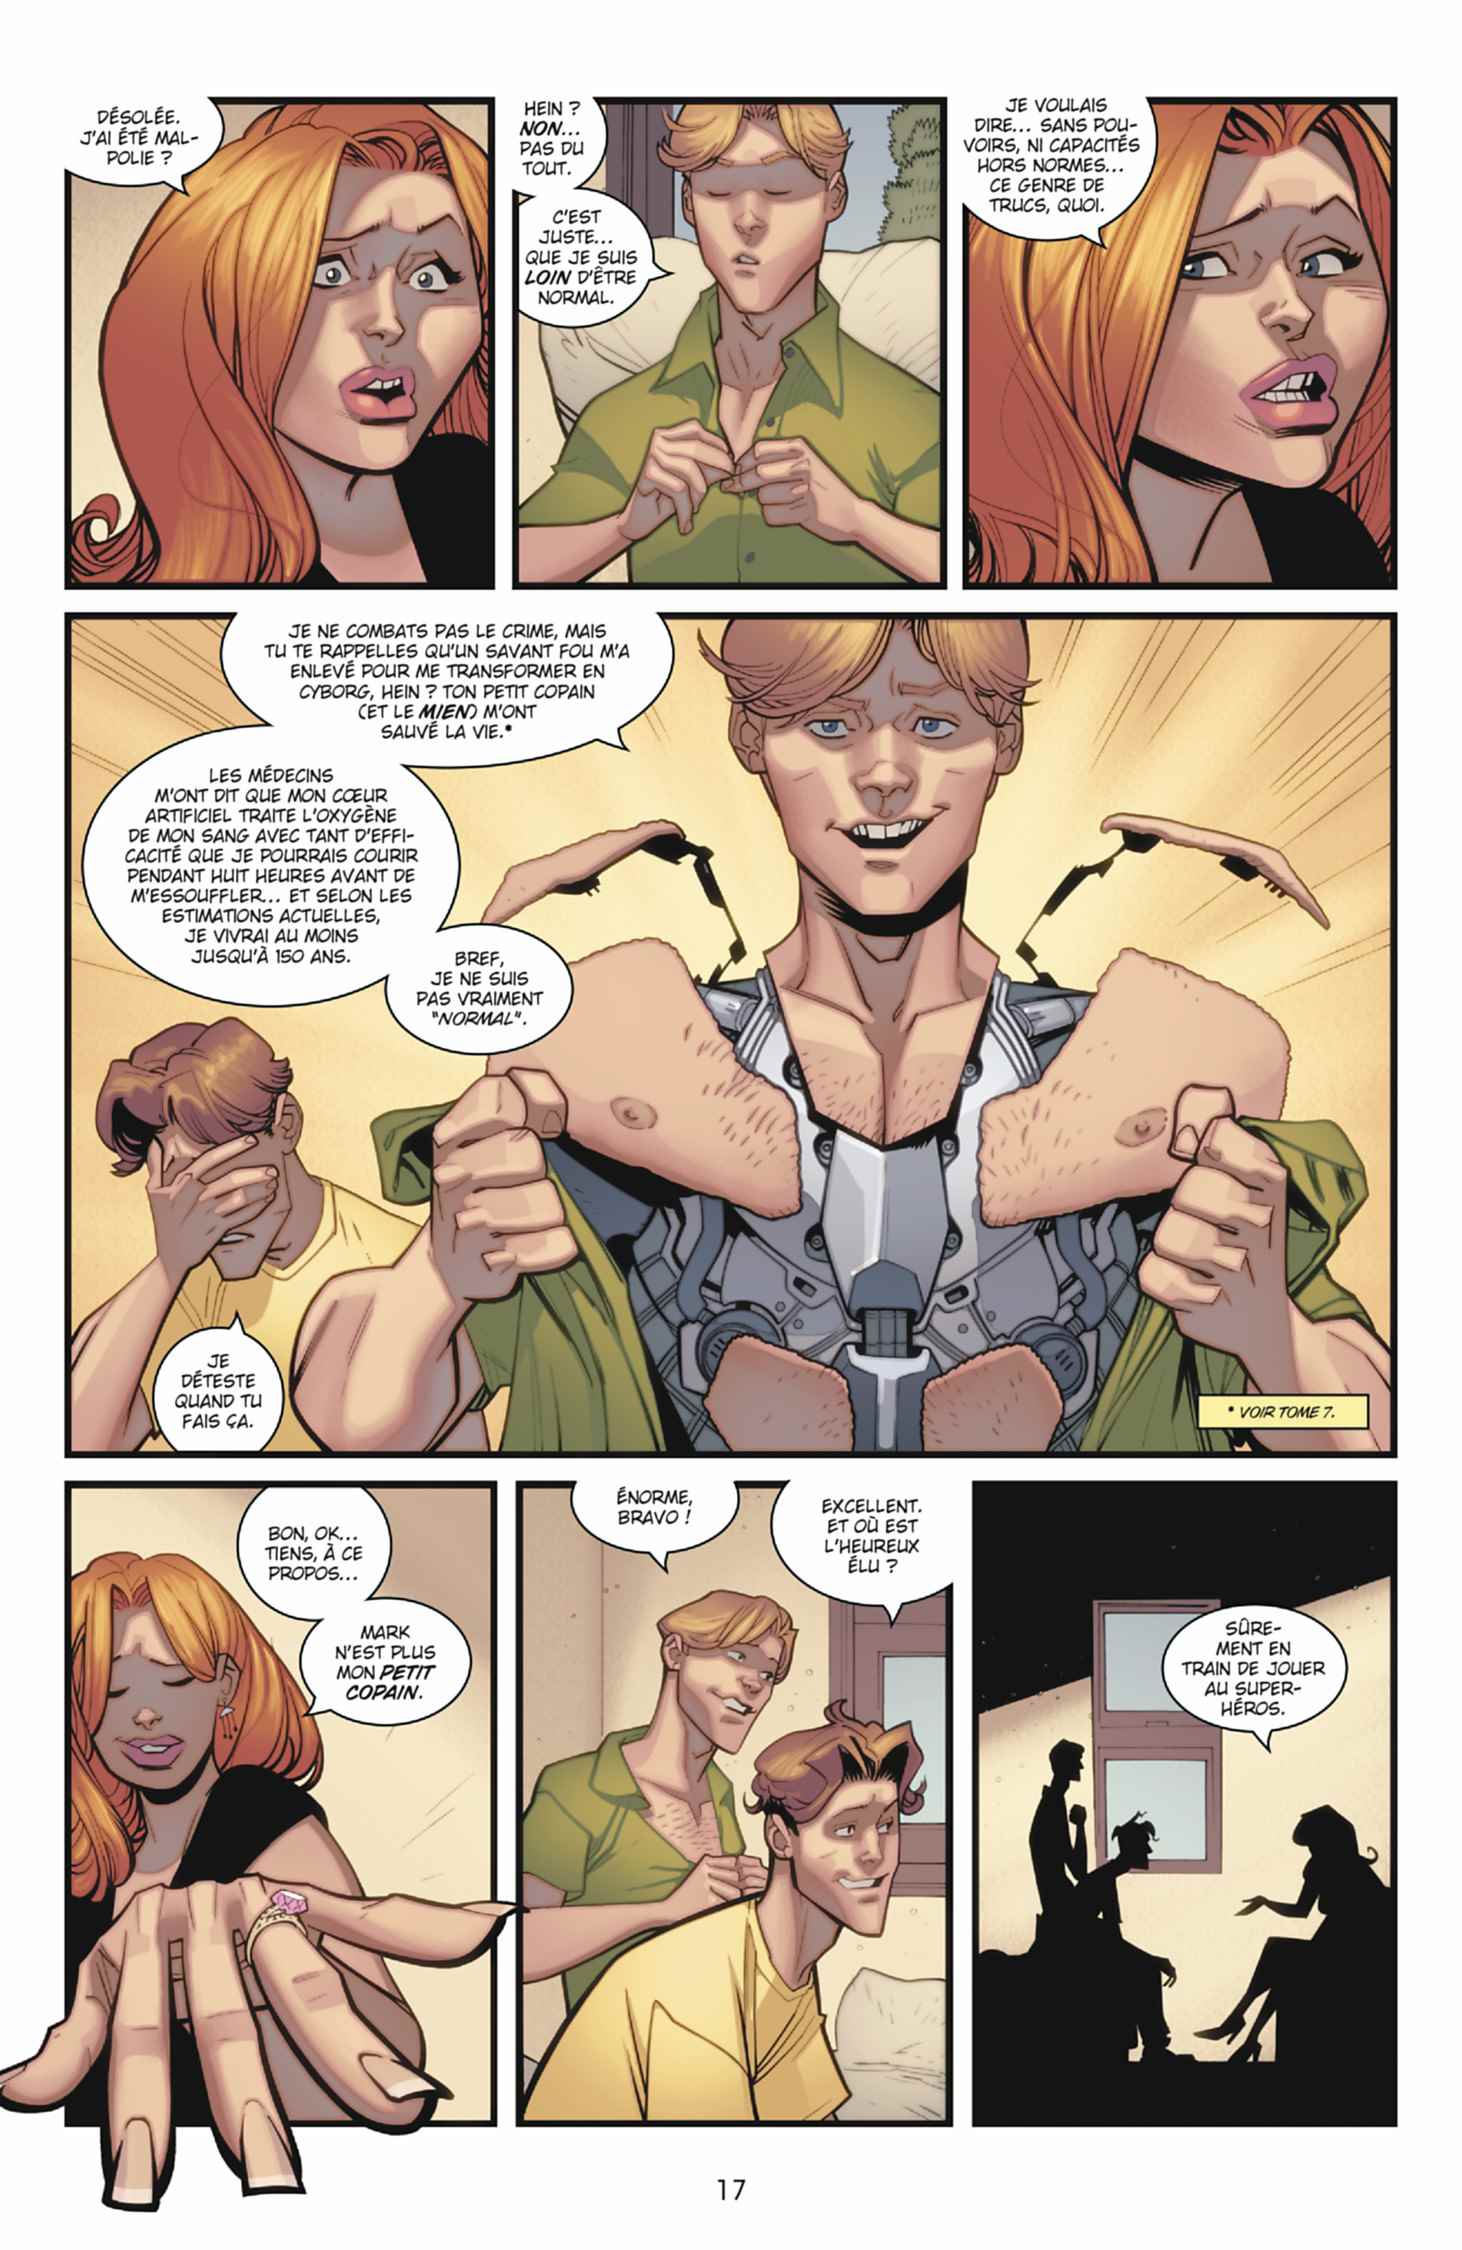 DÉSOLÉE.
J'AI ÉTÉ MAL-
POLIE ?
HEIN ?
NON...
PAS DU
TOUT.
C'EST
JUSTE...
QUE JE SUIS
LOIN D'ÊTRE
NORMAL.
JE VOULAIS
DIRE... SANS POU-
VOIRS, NI CAPACITÉS
HORS NORMES...
CE GENRE DE
TRUCS, QUOI.
JE NE COMBATS PAS LE CRIME, MAIS
TU TE RAPPELLES QU'UN SAVANT FOU M'A
ENLEVÉ POUR ME TRANSFORMER EN
CYBORG, HEIN ? TON PETIT COPAIN
(ET LE MIEN) M'ONT
SAUVÉ LA VIE.*
LES MÉDECINS
M'ONT DIT QUE MON CŒUR
ARTIFICIEL TRAITE L'OXYGÈNE
DE MON SANG AVEC TANT D'EFFI-
CACITÉ QUE JE POURRAIS COURIR
PENDANT HUIT HEURES AVANT DE
M'ESSOUFFLER... ET SELON LES
ESTIMATIONS ACTUELLES,
JE VIVRAI AU MOINS
JUSQU'À 150 ANS.
BREF,
JE NE SUIS
PAS VRAIMENT
"NORMAL".
JE
DÉTESTE
QUAND TU
FAIS ÇA.
* VOIR TOME 7.
BON, OK...
TIENS, À CE
PROPOS...
MARK
N'EST PLUS
MON PETIT
COPAIN.
ÉNORME,
BRAVO !
EXCELLENT.
ET OÙ EST
L'HEUREUX
ÉLU ?
SÛRE-
MENT EN
TRAIN DE JOUER
AU SUPER-
HÉROS.
17